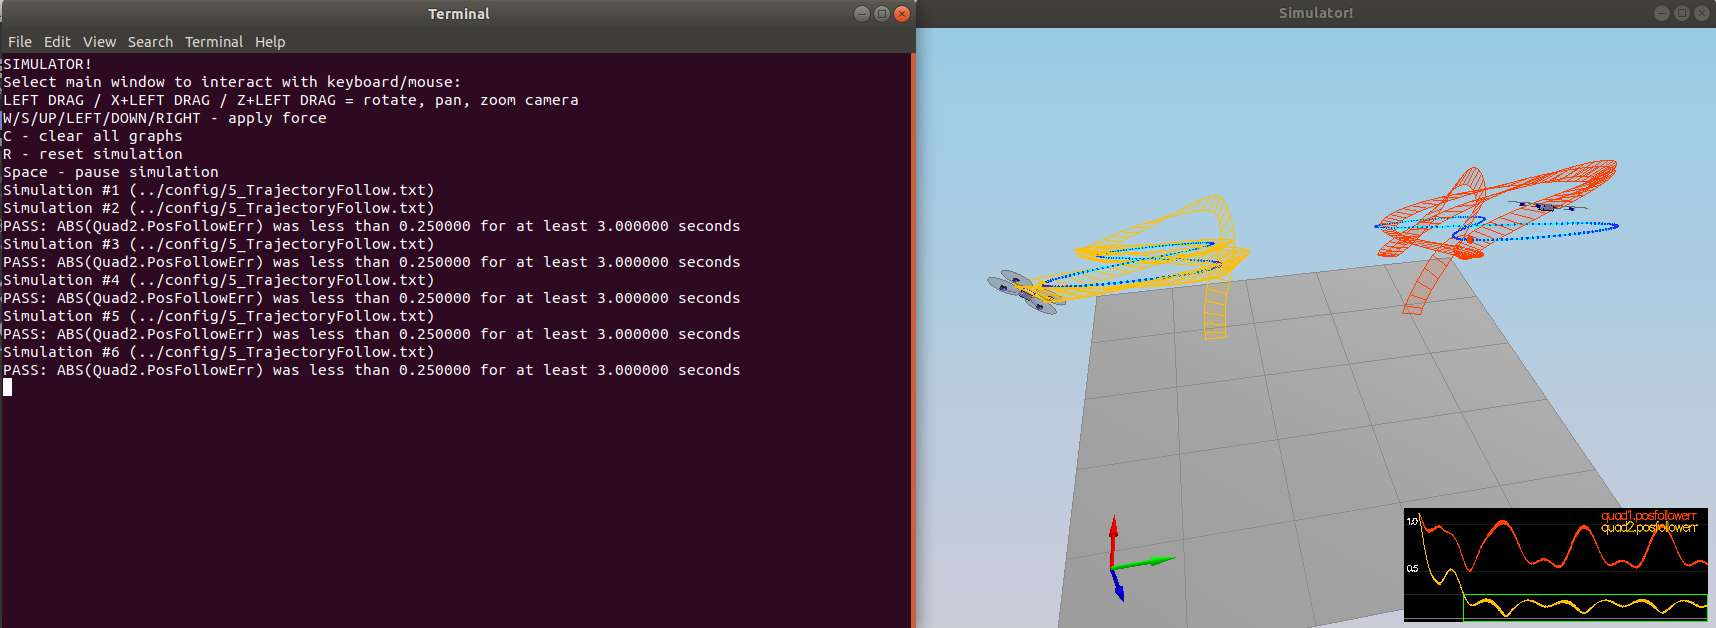 Terminal
File Edit View Search Terminal Help
SIMULATOR!
Select main window to interact with keyboard/mouse:
LEFT DRAG / X+LEFT DRAG / Z+LEFT DRAG = rotate, pan, zoom camera
W/S/UP/LEFT/DOWN/RIGHT - apply force
C - clear all graphs
R - reset simulation
Space - pause simulation
Simulation #1 (../config/5_TrajectoryFollow.txt)
Simulation #2 (../config/5_TrajectoryFollow.txt)
PASS: ABS(Quad2.PosFollowErr) was less than 0.250000 for at least 3.000000 seconds
Simulation #3 (../config/5_TrajectoryFollow.txt)
PASS: ABS(Quad2.PosFollowErr) was less than 0.250000 for at least 3.000000 seconds
Simulation #4 (../config/5_TrajectoryFollow.txt)
PASS: ABS(Quad2.PosFollowErr) was less than 0.250000 for at least 3.000000 seconds
Simulation #5 (../config/5_TrajectoryFollow.txt)
PASS: ABS(Quad2.PosFollowErr) was less than 0.250000 for at least 3.000000 seconds
Simulation #6 (../config/5_TrajectoryFollow.txt)
PASS: ABS(Quad2.PosFollowErr) was less than 0.250000 for at least 3.000000 seconds
Simulator!
quad1.posfollowerr
quad2.posfollowerr
1.0
0.5